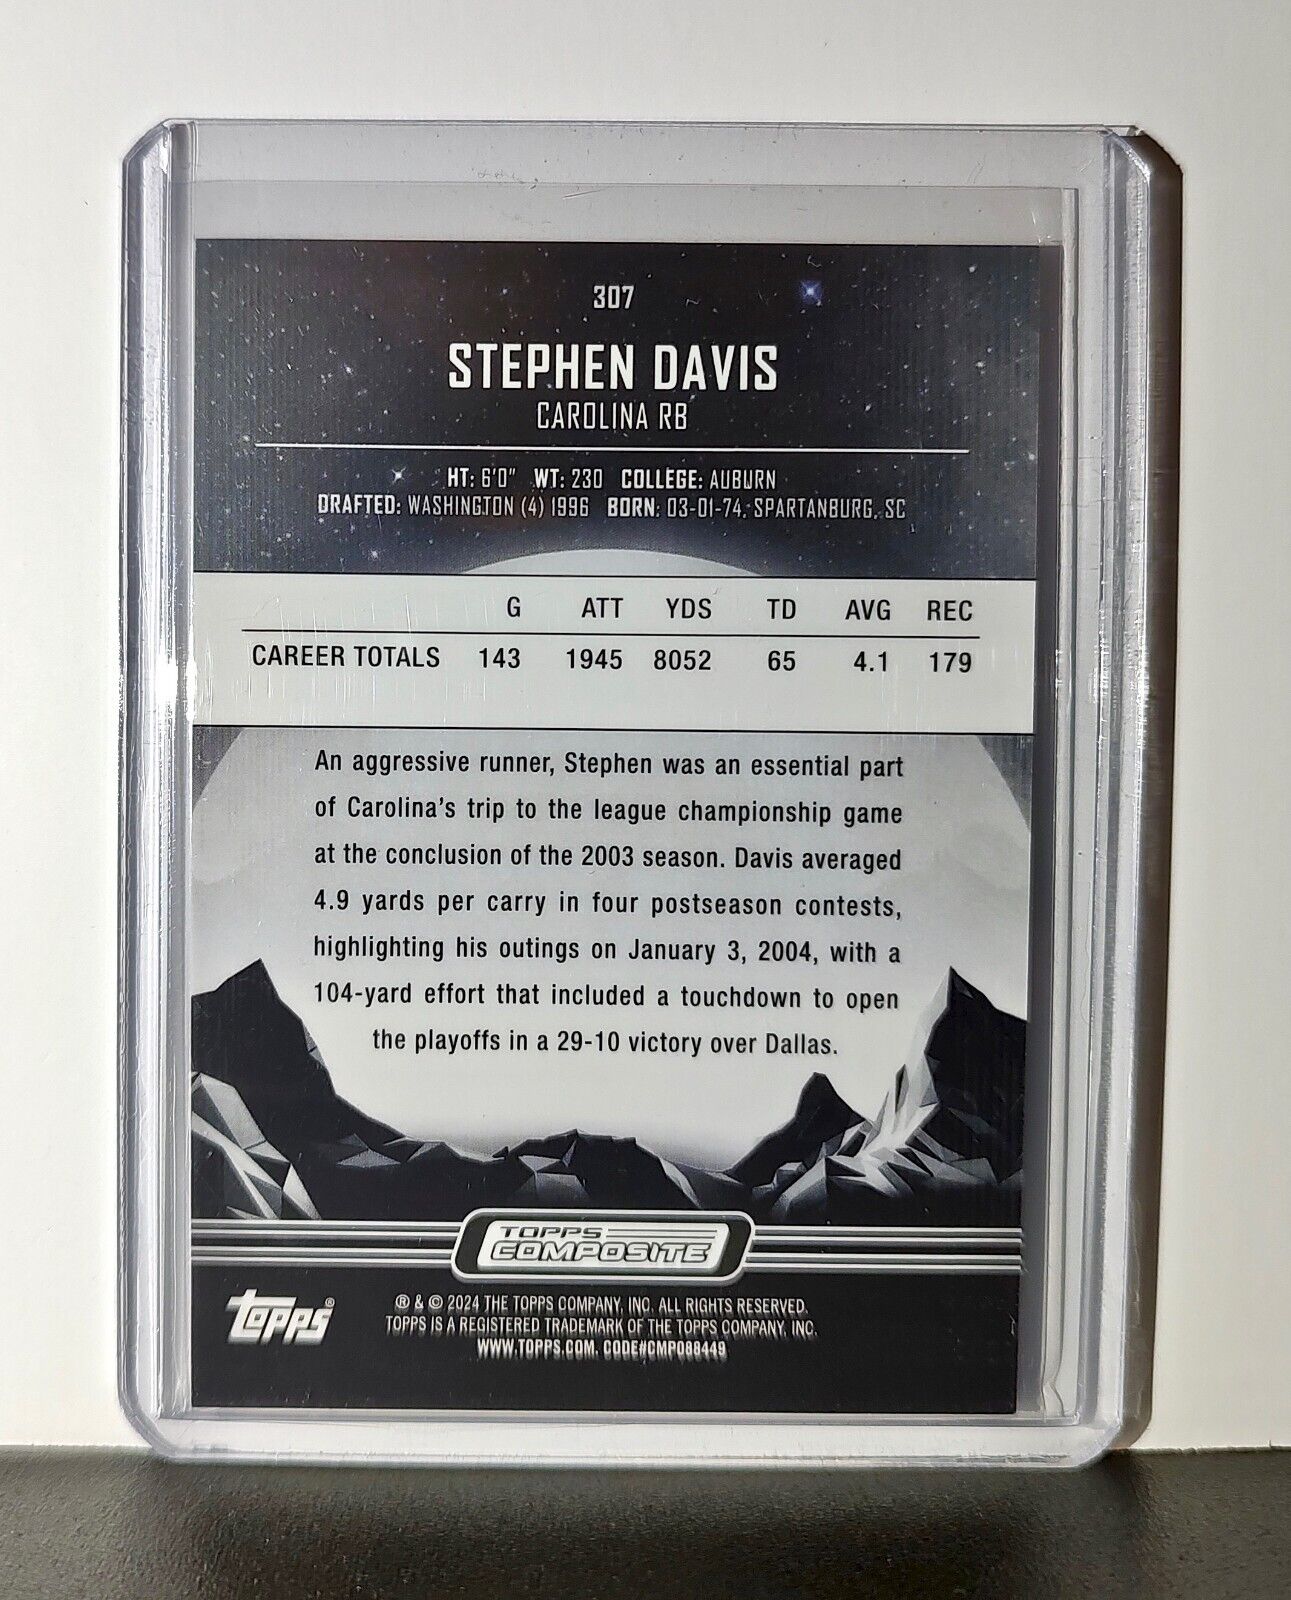 307
STEPHEN DAVIS
CAROLINA RB
HT: 6'0" WT: 230 COLLEGE: AUBURN
DRAFTED: WASHINGTON (4) 1996 BORN: 03-01-74, SPARTANBURG, SC
G ATT YDS TD AVG REC
CAREER TOTALS 143 1945 8052 65 4.1 179
An aggressive runner, Stephen was an essential part
of Carolina's trip to the league championship game
at the conclusion of the 2003 season. Davis averaged
4.9 yards per carry in four postseason contests,
highlighting his outings on January 3, 2004, with a
104-yard effort that included a touchdown to open
the playoffs in a 29-10 victory over Dallas.
TOPPS
COMPOSITE
topps®
® & © 2024 THE TOPPS COMPANY, INC. ALL RIGHTS RESERVED.
TOPPS IS A REGISTERED TRADEMARK OF THE TOPPS COMPANY, INC.
WWW.TOPPS.COM. CODE#CMP088449